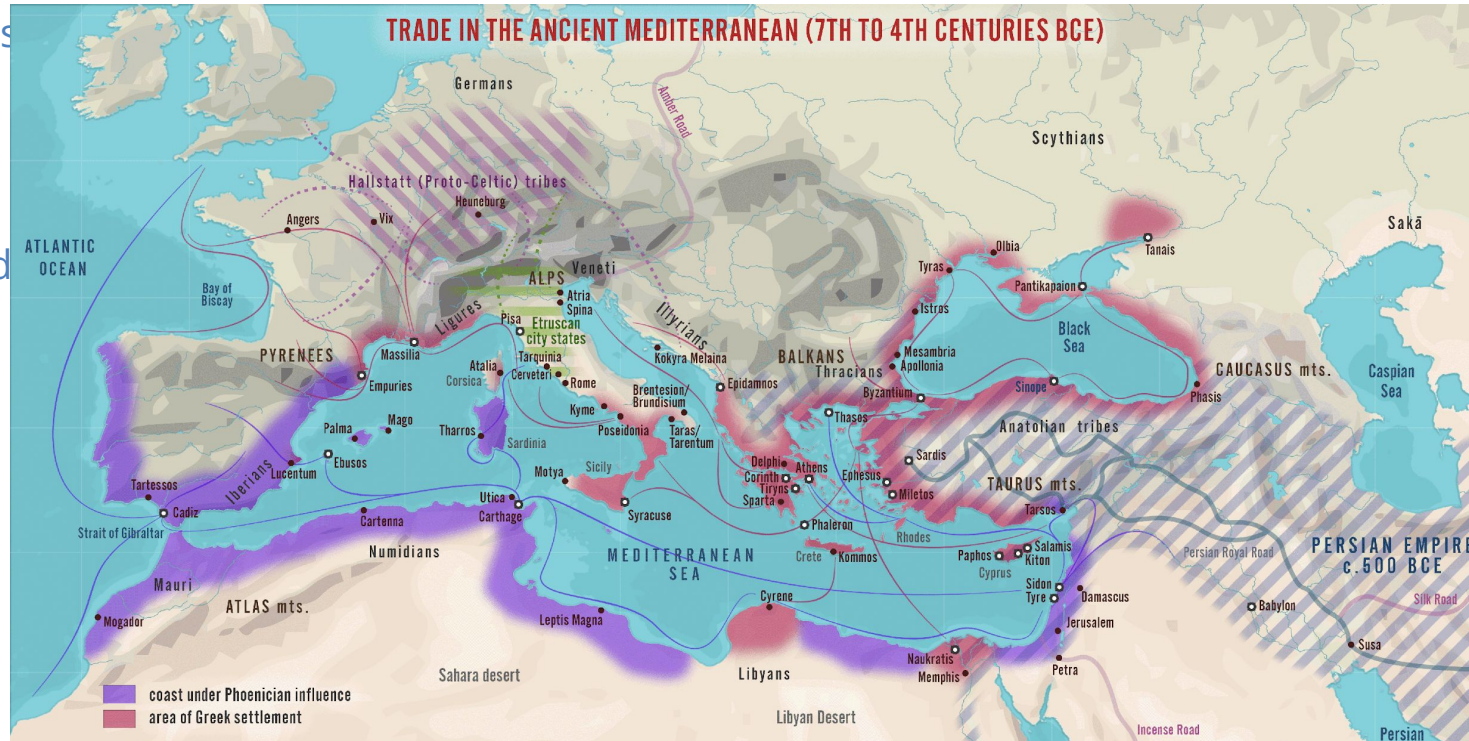 TRADE IN THE ANCIENT MEDITERRANEAN (7TH TO 4TH CENTURIES BCE)
s
d
Germans
Amber Road
Scythians
Hallstatt (Proto-Celtic) tribes
Heuneburg
Vix
Angers
ATLANTIC
OCEAN
Bay of
Biscay
Sakā
Tanais
Olbia
Tyras
Pantikapaion
Istros
ALPS
Veneti
Atria
Spina
Ligures
Pisa
Etruscan
city states
Illyrians
Massilia
PYRENEES
Empuries
Atalia
Corsica
Tarquinia
Cerveteri
Rome
Kokyra Melaina
Epidamnos
BALKANS
Thracians
Mesambria
Apollonia
Byzantium
Black
Sea
Sinope
CAUCASUS mts.
Phasis
Caspian
Sea
Brentesion/
Brundisium
Kyme
Poseidonia
Taras/
Tarentum
Thasos
Anatolian tribes
Palma
Mago
Ebusos
Lucentum
Iberians
Tharros
Sardinia
Motya
Sicily
Syracuse
Delphi
Corinth
Athens
Tiryns
Sparta
Ephesus
Sardis
Miletos
TAURUS mts.
Tarsos
Tartessos
Cadiz
Strait of Gibraltar
Cartenna
Utica
Carthage
Numidians
Phaleron
Rhodes
Crete
Kommos
MEDITERRANEAN
SEA
Paphos
Salamis
Kiton
Cyprus
Persian Royal Road
PERSIAN EMPIRE
c.500 BCE
Silk Road
Mauri
ATLAS mts.
Mogador
Leptis Magna
Cyrene
Sidon
Tyre
Damascus
Jerusalem
Babylon
Susa
Naukratis
Memphis
Petra
Sahara desert
Libyans
Libyan Desert
Incense Road
Persian
coast under Phoenician influence
area of Greek settlement